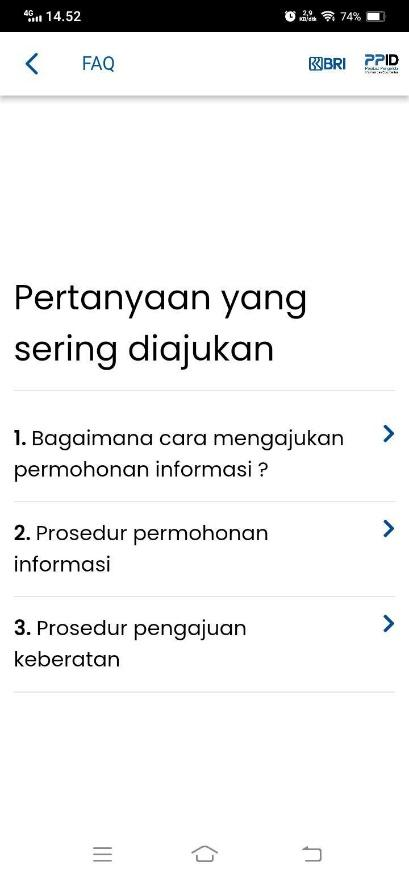 4G 14.52 2,9 KB/dtk 74%
FAQ BRI PPID
Pertanyaan yang
sering diajukan
1. Bagaimana cara mengajukan
permohonan informasi ?
2. Prosedur permohonan
informasi
3. Prosedur pengajuan
keberatan